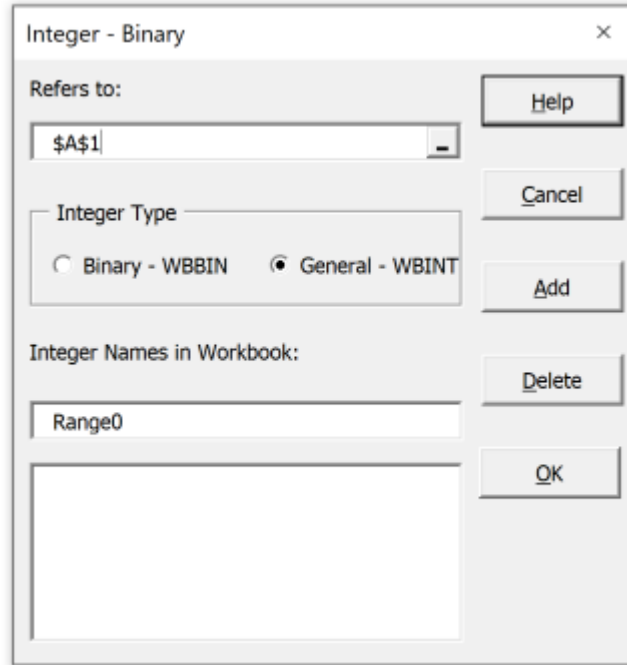 Integer - Binary
Refers to:
$A$1
Integer Type
Binary - WBBIN
General - WBINT
Integer Names in Workbook:
Range0
Help
Cancel
Add
Delete
OK